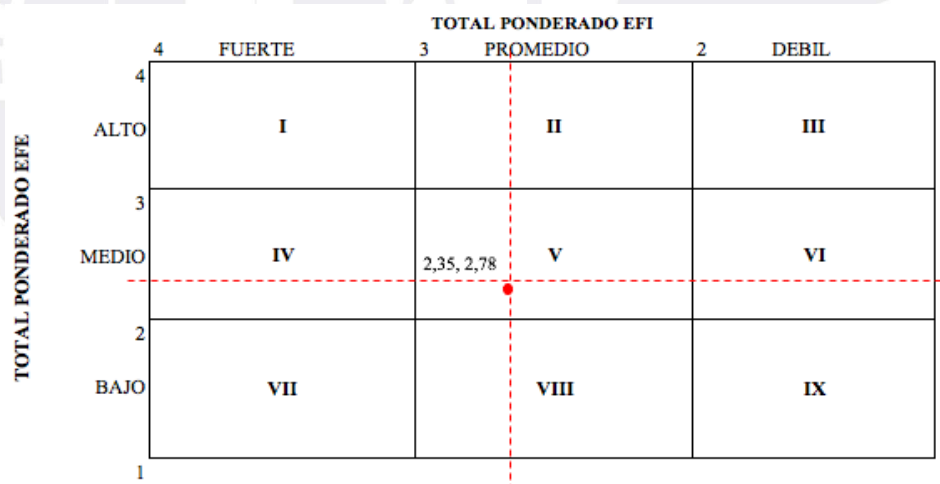 TOTAL PONDERADO EFI
4 FUERTE 3 PROMEDIO 2 DEBIL
4
ALTO I II III
TOTAL PONDERADO EFE
3
MEDIO IV 2,35, 2,78 V VI
2
BAJO VII VIII IX
1